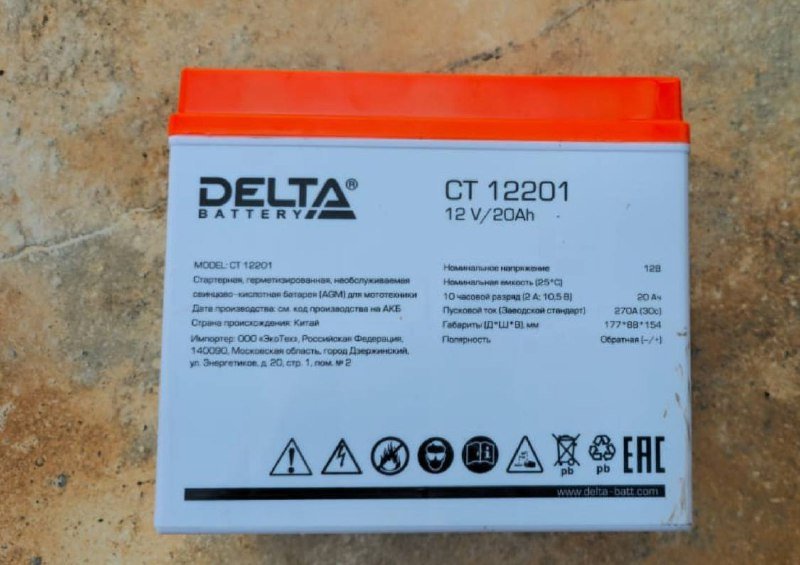 DELTA®
BATTERY
CT 12201
12 V/20Ah
MODEL: CT 12201
Стартерная, герметизированная, необслуживаемая
свинцово-кислотная батарея (AGM) для мототехники
Дата производства: см. код производства на АКБ
Страна происхождения: Китай
Импортер: ООО «ЭкоТек», Российская Федерация,
140090, Московская область, город Дзержинский,
ул. Энергетиков, д. 20, стр. 1, пом. № 2
Номинальное напряжение 12В
Номинальная емкость (25°С)
10 часовой разряд (2 А; 10,5 В) 20 Ач
Пусковой ток (Заводской стандарт) 270А (30с)
Габариты (Д*Ш*В), мм 177*88*154
Полярность Обратная (-/+)
pb
pb
EAC
www.delta-batt.com